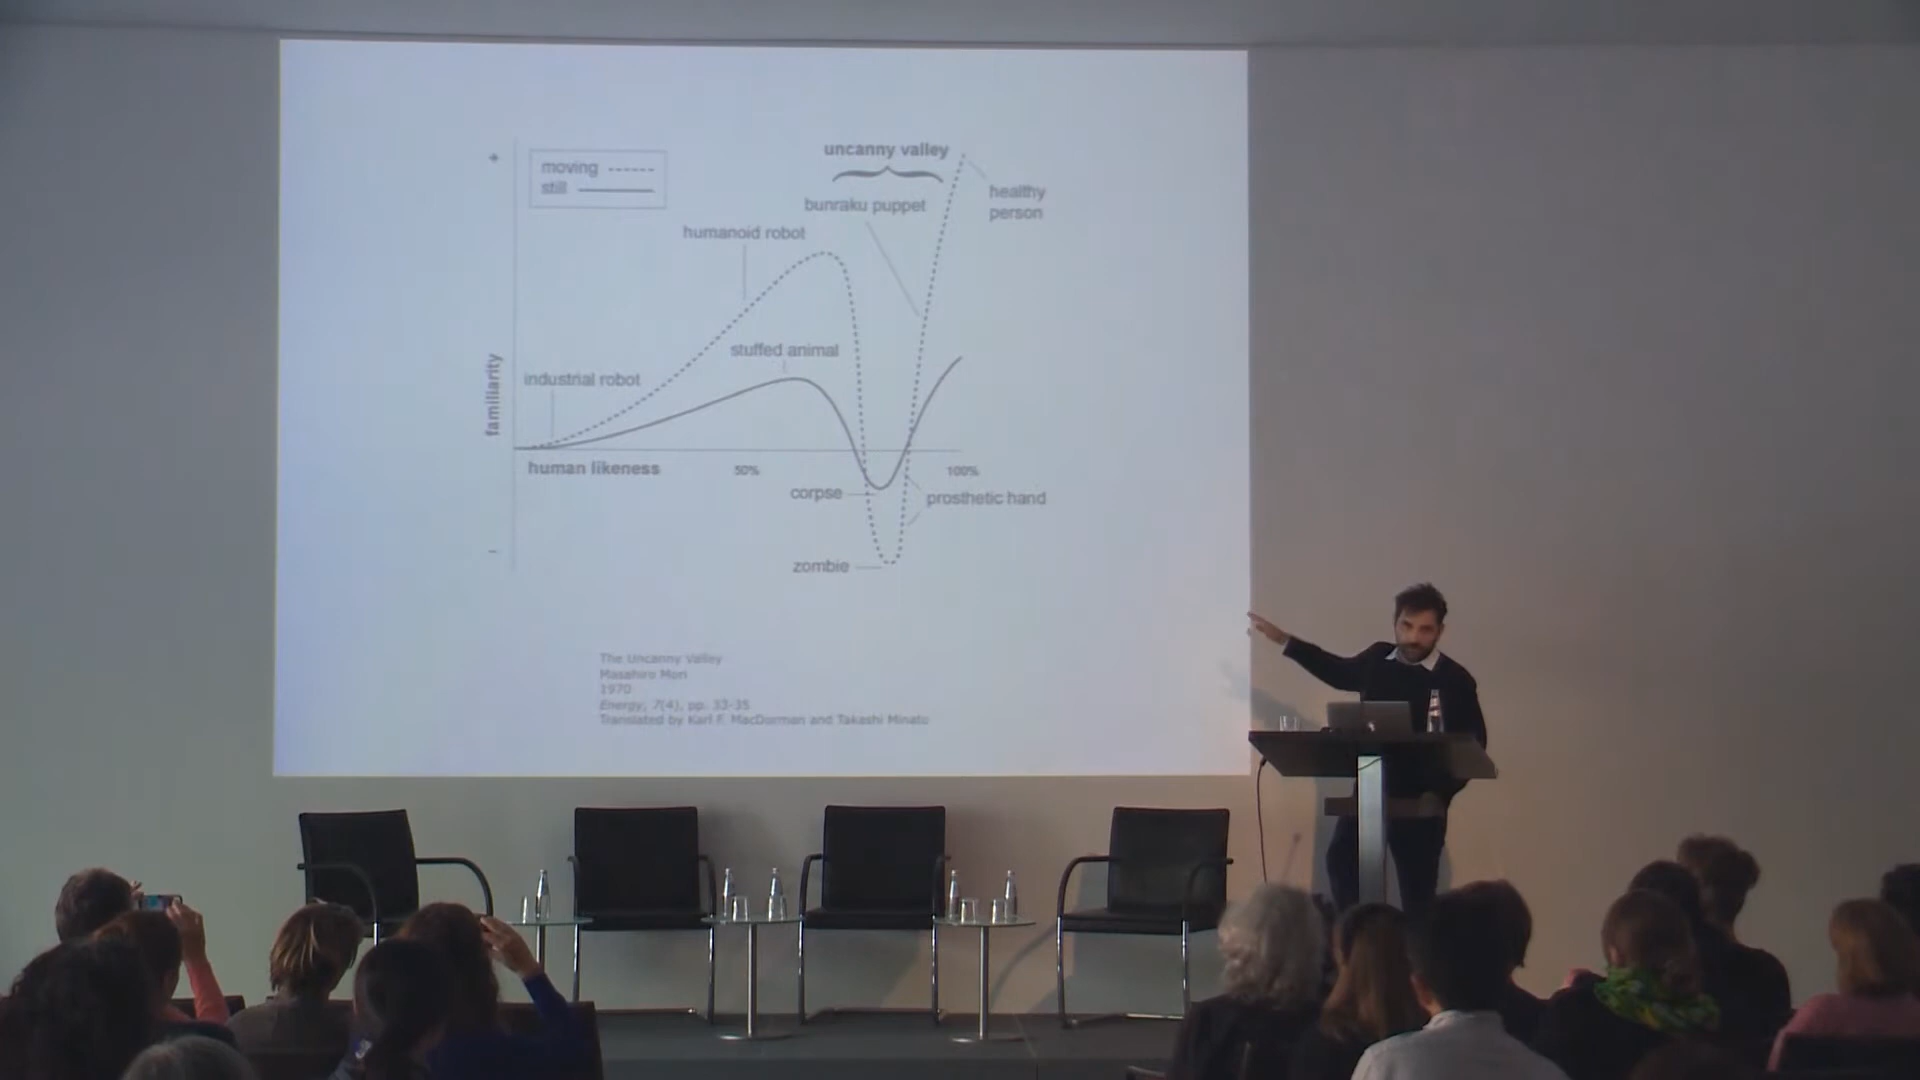 uncanny valley
moving
still
healthy
person
bunraku puppet
humanoid robot
stuffed animal
industrial robot
familiarity
human likeness
50%
100%
corpse
prosthetic hand
zombie
The Uncanny Valley
Masahiro Mori
1970
Energy, 7(4), pp. 33-35
Translated by Karl F. MacDorman and Takashi Minato